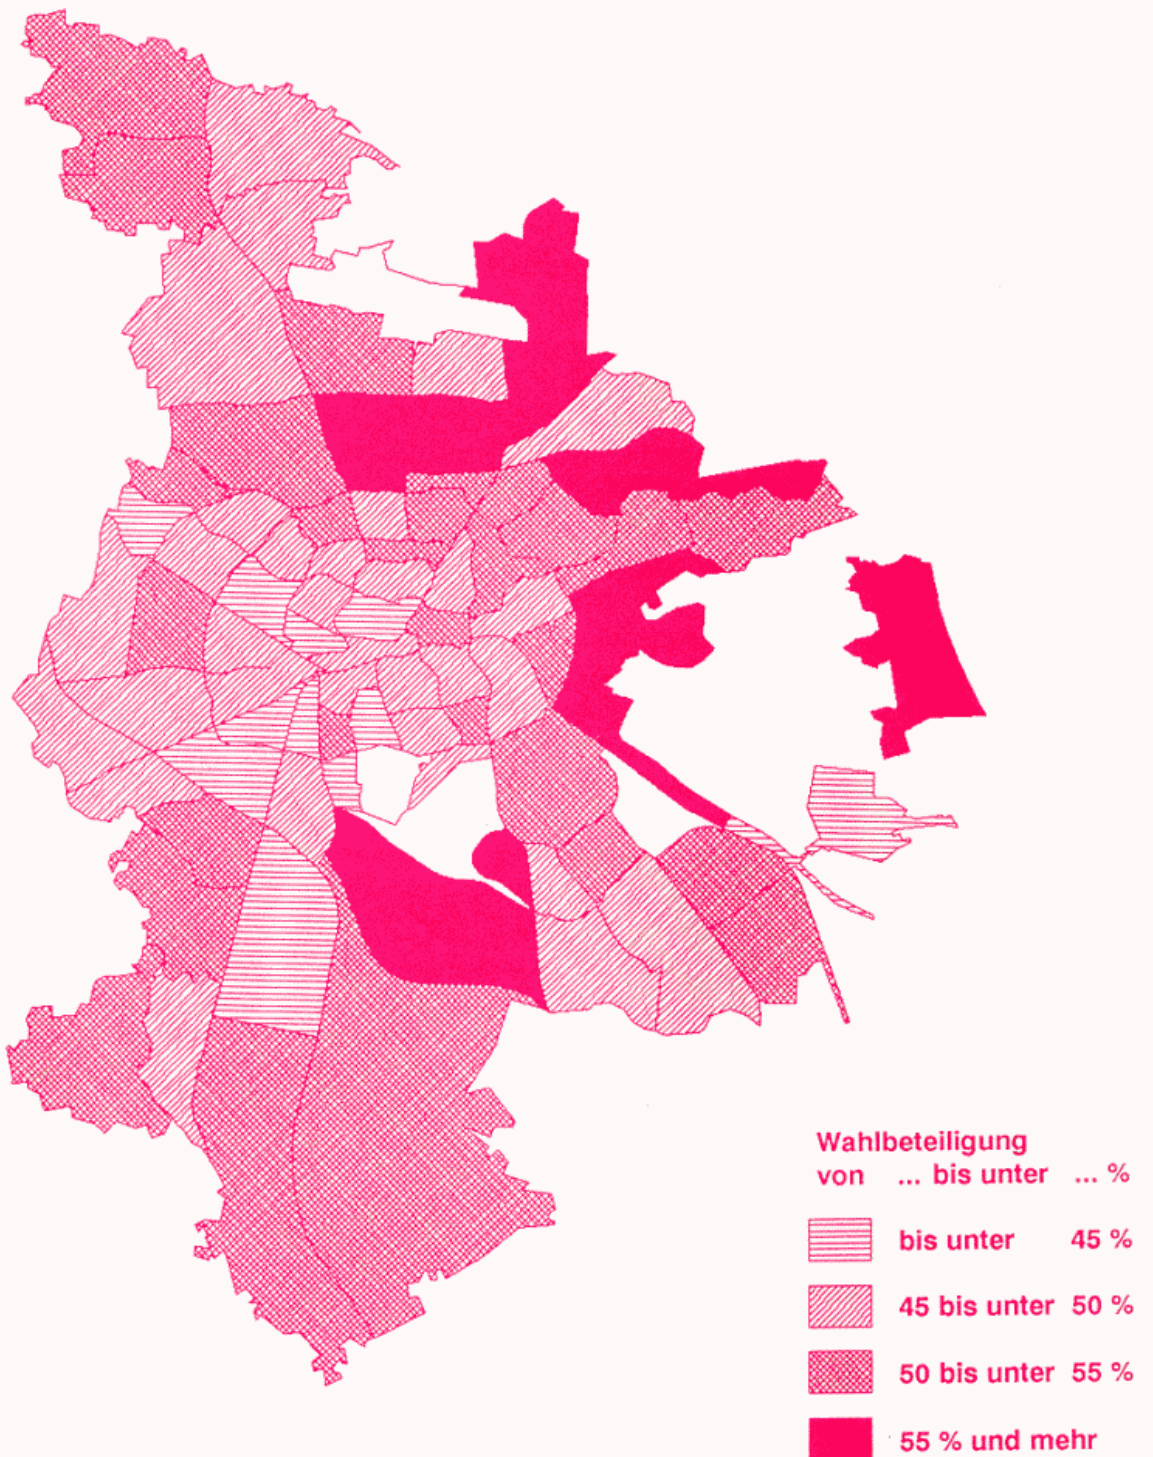 Wahlbeteiligung
von ... bis unter ... %
bis unter 45 %
45 bis unter 50 %
50 bis unter 55 %
55 % und mehr